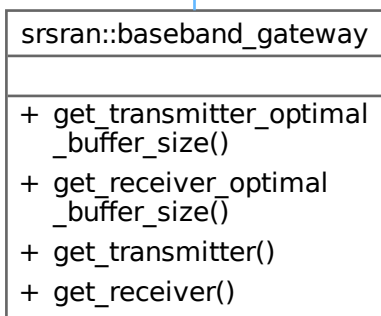 srsran::baseband_gateway
+ get_transmitter_optimal
_buffer_size()
+ get_receiver_optimal
_buffer_size()
+ get_transmitter()
+ get_receiver()